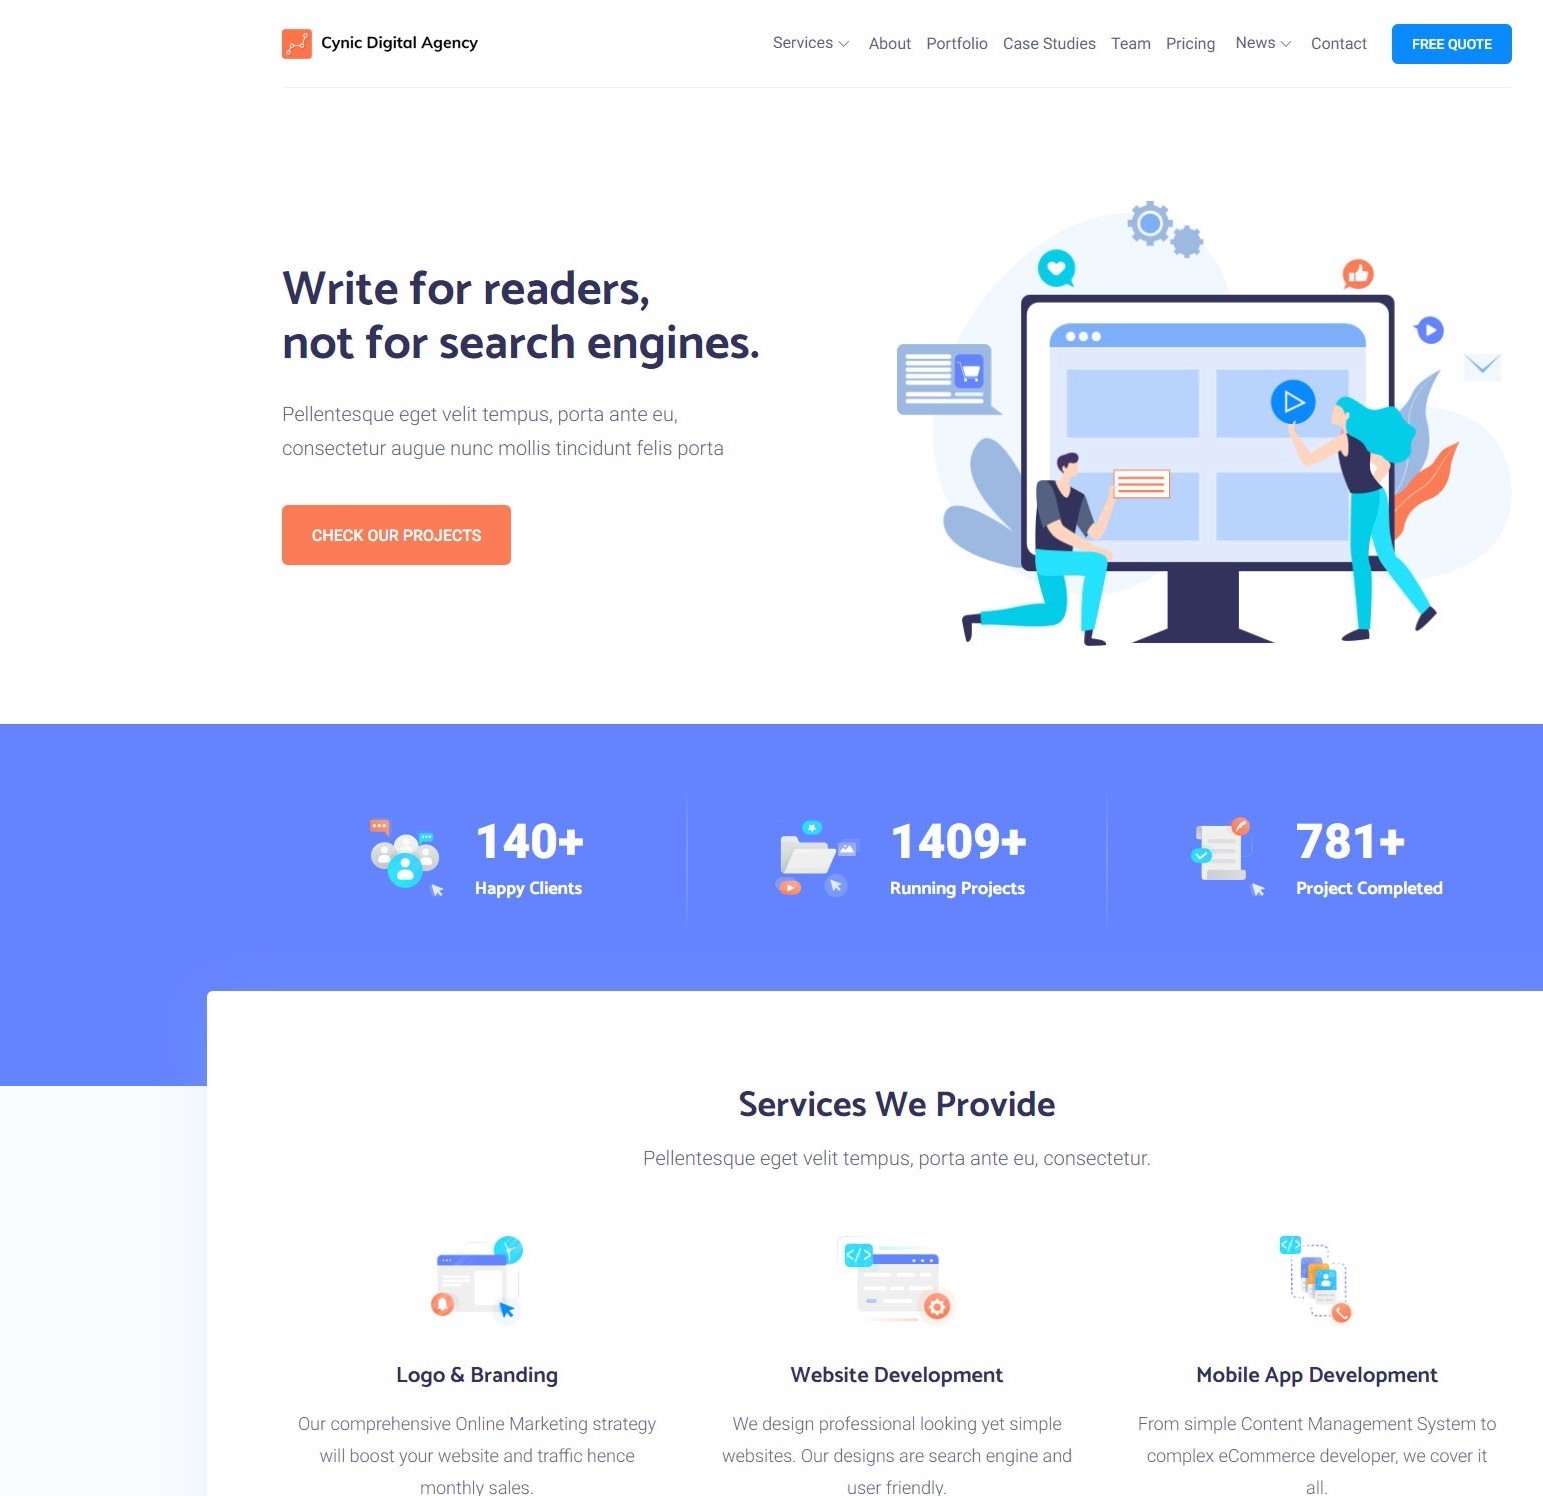 Cynic Digital Agency
Services About Portfolio Case Studies Team Pricing News Contact FREE QUOTE
Write for readers,
not for search engines.
Pellentesque eget velit tempus, porta ante eu,
consectetur augue nunc mollis tincidunt felis porta
CHECK OUR PROJECTS
140+
Happy Clients
1409+
Running Projects
781+
Project Completed
Services We Provide
Pellentesque eget velit tempus, porta ante eu, consectetur.
Logo & Branding
Our comprehensive Online Marketing strategy
will boost your website and traffic hence
monthly sales.
Website Development
We design professional looking yet simple
websites. Our designs are search engine and
user friendly.
Mobile App Development
From simple Content Management System to
complex eCommerce developer, we cover it
all.